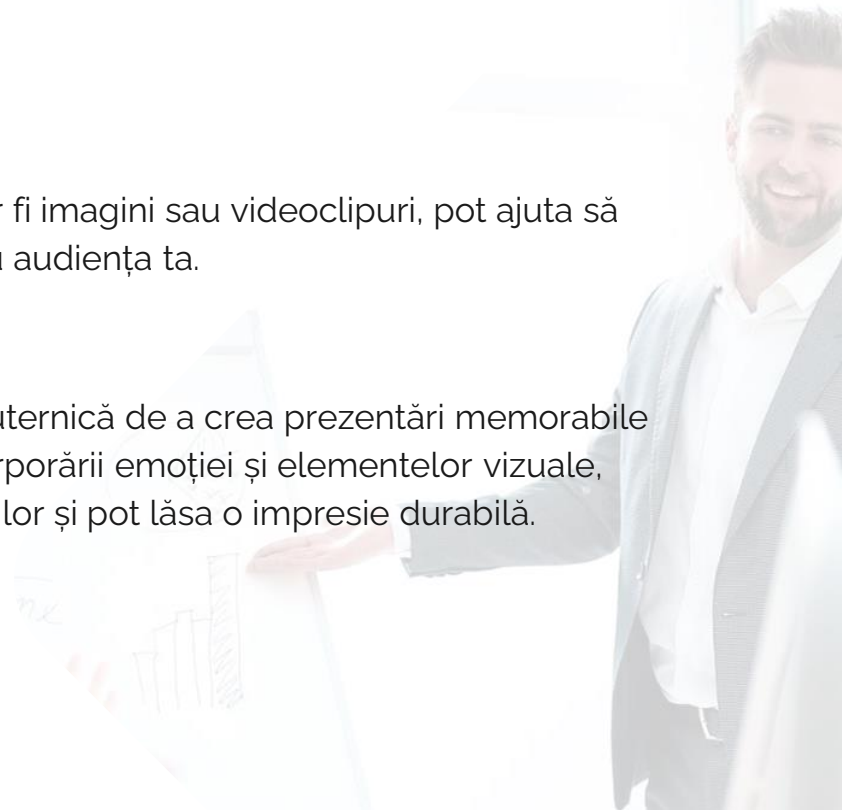 r fi imagini sau videoclipuri, pot ajuta să
u audiența ta.
uternică de a crea prezentări memorabile
rporării emoției și elementelor vizuale,
lor și pot lăsa o impresie durabilă.